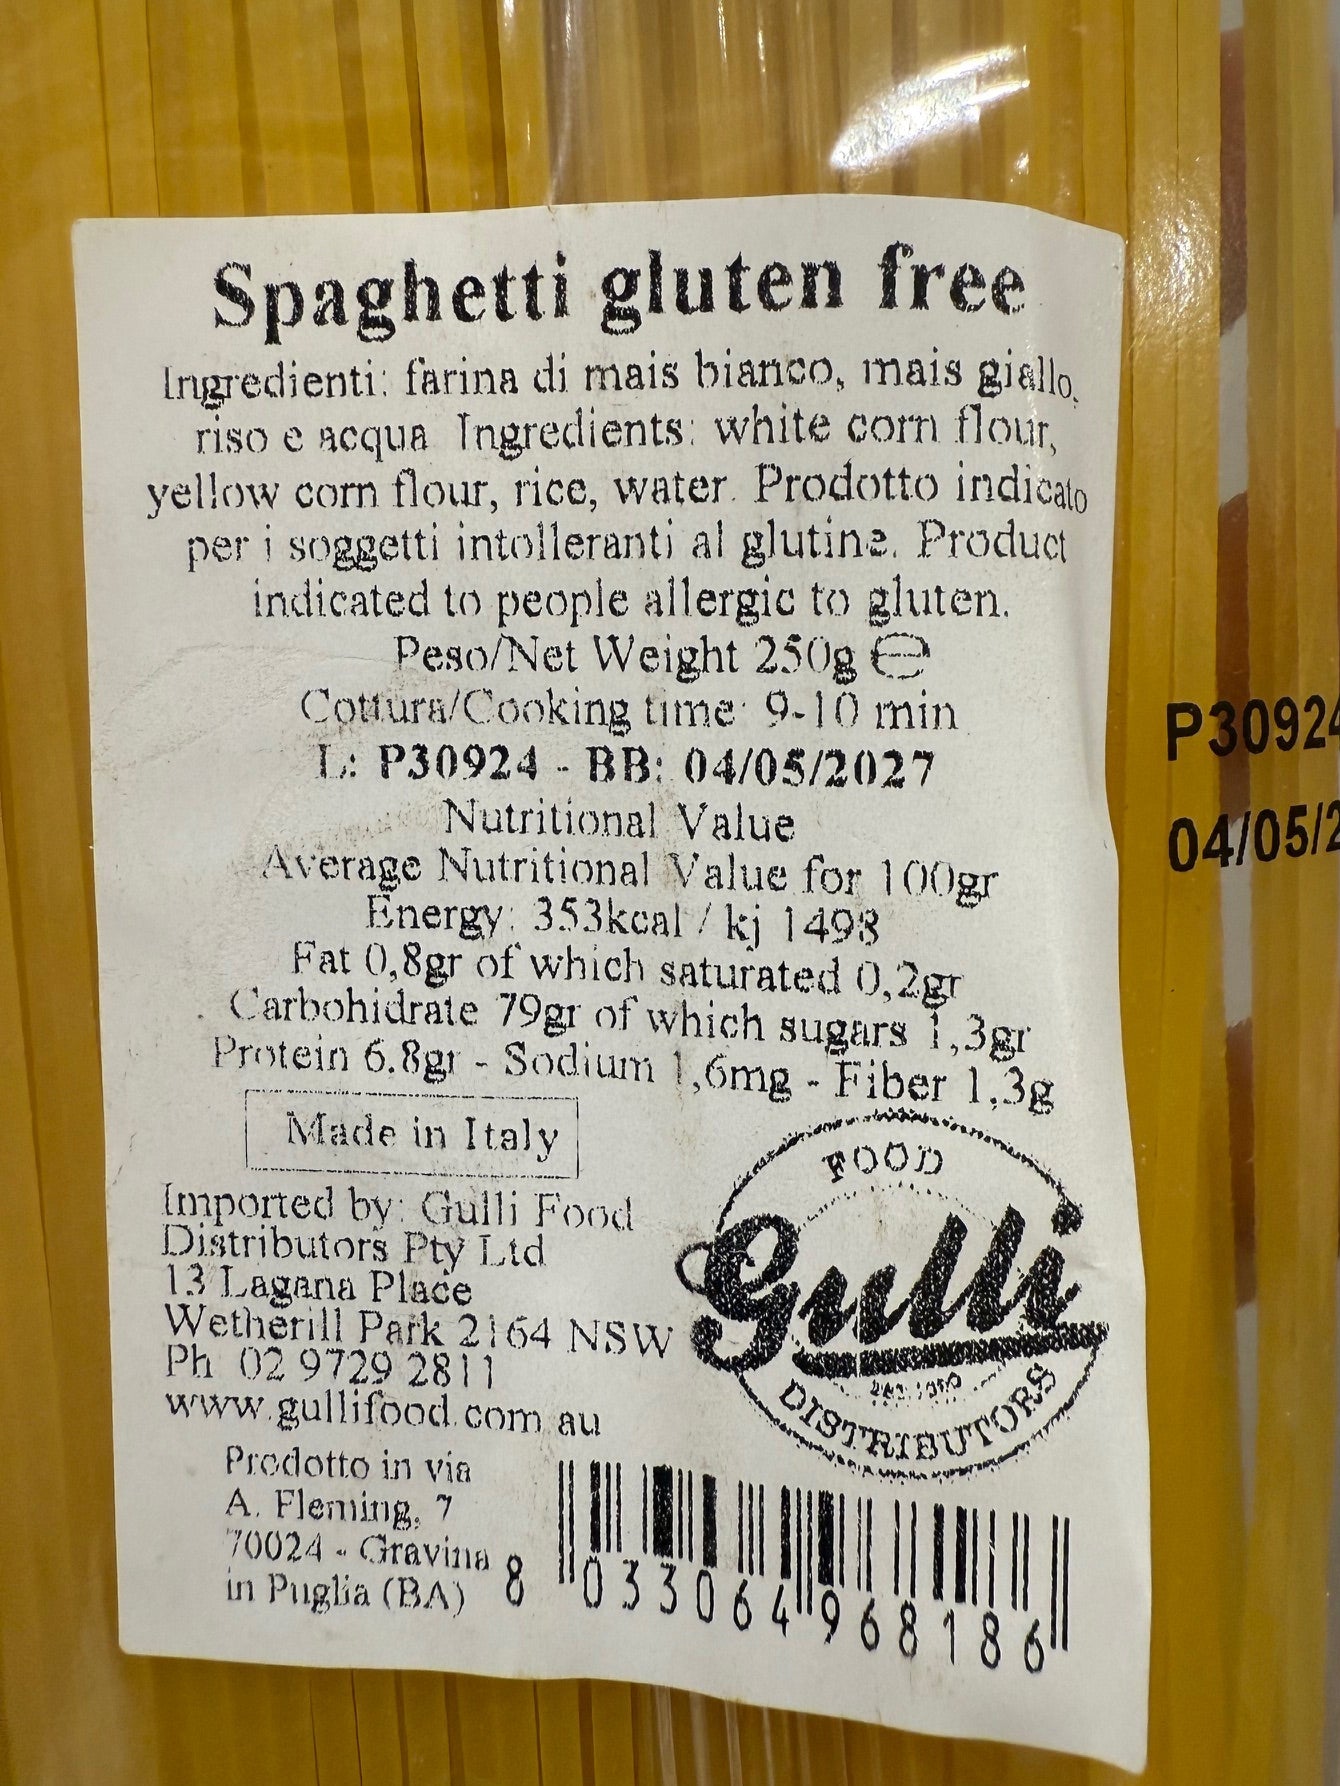 Spaghetti gluten free
Ingredienti: farina di mais bianco, mais giallo,
riso e acqua. Ingredients: white corn flour,
yellow corn flour, rice, water. Prodotto indicato
per i soggetti intolleranti al glutine. Product
indicated to people allergic to gluten.
Peso/Net Weight 250g ℮
Cottura/Cooking time: 9-10 min
L: P30924 - BB: 04/05/2027
Nutritional Value
Average Nutritional Value for 100gr
Energy: 353kcal / kj 1498
Fat 0,8gr of which saturated 0,2gr
Carbohidrate 79gr of which sugars 1,3gr
Protein 6.8gr - Sodium 1,6mg - Fiber 1,3g
Made in Italy
Imported by: Gulli Food
Distributors Pty Ltd
13 Lagana Place
Wetherill Park 2164 NSW
Ph 02 9729 2811
www.gullifood.com.au
FOOD
Gulli
DISTRIBUTORS
Prodotto in via
A. Fleming, 7
70024 - Gravina
in Puglia (BA)
8 033064 968186
P30924
04/05/2